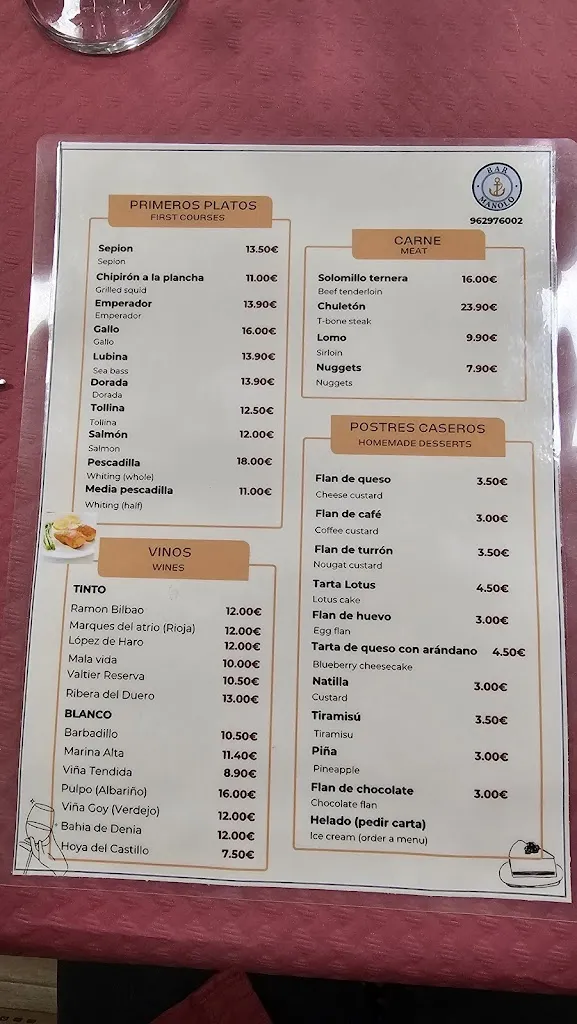 BAR
MANOLO
962976002
PRIMEROS PLATOS
FIRST COURSES
Sepion 13.50€
Sepion
Chipirón a la plancha 11.00€
Grilled squid
Emperador 13.90€
Emperador
Gallo 16.00€
Gallo
Lubina 13.90€
Sea bass
Dorada 13.90€
Dorada
Tollina 12.50€
Tollina
Salmón 12.00€
Salmon
Pescadilla 18.00€
Whiting (whole)
Media pescadilla 11.00€
Whiting (half)
VINOS
WINES
TINTO
Ramon Bilbao 12.00€
Marques del atrio (Rioja) 12.00€
López de Haro 12.00€
Mala vida 10.00€
Valtier Reserva 10.50€
Ribera del Duero 13.00€
BLANCO
Barbadillo 10.50€
Marina Alta 11.40€
Viña Tendida 8.90€
Pulpo (Albariño) 16.00€
Viña Goy (Verdejo) 12.00€
Bahia de Denia 12.00€
Hoya del Castillo 7.50€
CARNE
MEAT
Solomillo ternera 16.00€
Beef tenderloin
Chuletón 23.90€
T-bone steak
Lomo 9.90€
Sirloin
Nuggets 7.90€
Nuggets
POSTRES CASEROS
HOMEMADE DESSERTS
Flan de queso 3.50€
Cheese custard
Flan de café 3.00€
Coffee custard
Flan de turrón 3.50€
Nougat custard
Tarta Lotus 4.50€
Lotus cake
Flan de huevo 3.00€
Egg flan
Tarta de queso con arándano 4.50€
Blueberry cheesecake
Natilla 3.00€
Custard
Tiramisú 3.50€
Tiramisu
Piña 3.00€
Pineapple
Flan de chocolate 3.00€
Chocolate flan
Helado (pedir carta)
Ice cream (order a menu)